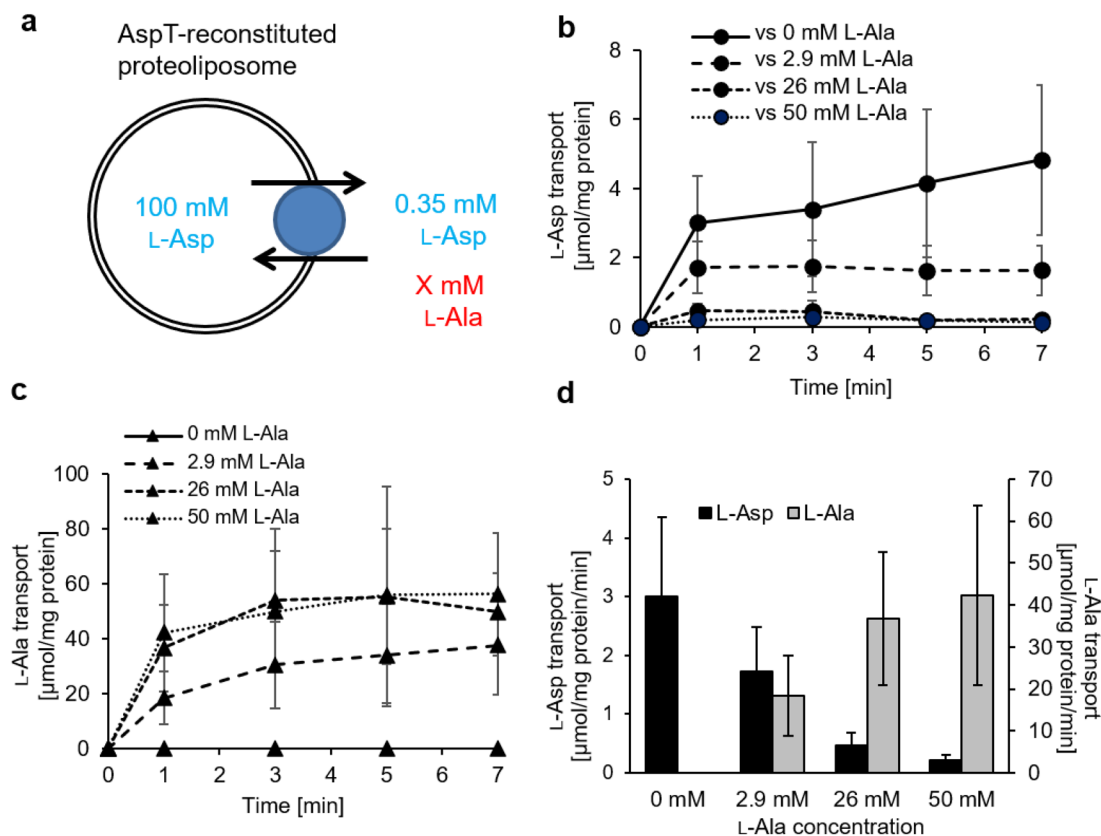 a
AspT-reconstituted
proteoliposome
100 mM
L-Asp
0.35 mM
L-Asp
X mM
L-Ala
b
vs 0 mM L-Ala
vs 2.9 mM L-Ala
vs 26 mM L-Ala
vs 50 mM L-Ala
L-Asp transport
[µmol/mg protein]
8
6
4
2
0
0 1 2 3 4 5 6 7
Time [min]
c
0 mM L-Ala
2.9 mM L-Ala
26 mM L-Ala
50 mM L-Ala
L-Ala transport
[µmol/mg protein]
100
80
60
40
20
0
0 1 2 3 4 5 6 7
Time [min]
d
L-Asp L-Ala
L-Asp transport
[µmol/mg protein/min]
5
4
3
2
1
0
70
60
50
40
30
20
10
0
L-Ala transport
[µmol/mg protein/min]
0 mM 2.9 mM 26 mM 50 mM
L-Ala concentration